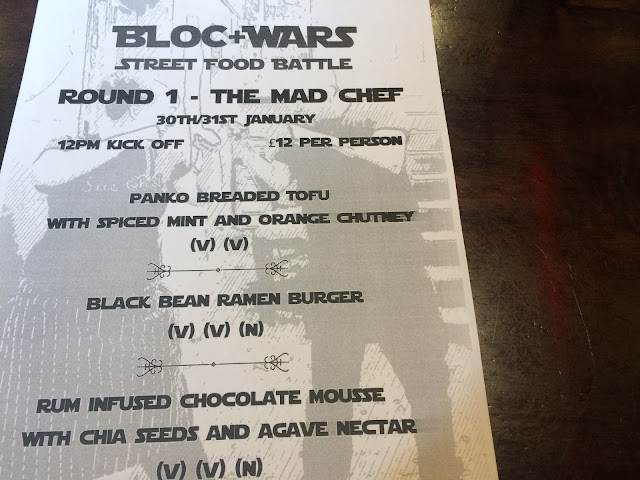 BLOC+WARS
STREET FOOD BATTLE
ROUND 1 - THE MAD CHEF
30TH/31ST JANUARY
12PM KICK OFF £12 PER PERSON
PANKO BREADED TOFU
WITH SPICED MINT AND ORANGE CHUTNEY
(V) (V)
BLACK BEAN RAMEN BURGER
(V) (V) (N)
RUM INFUSED CHOCOLATE MOUSSE
WITH CHIA SEEDS AND AGAVE NECTAR
(V) (V) (N)